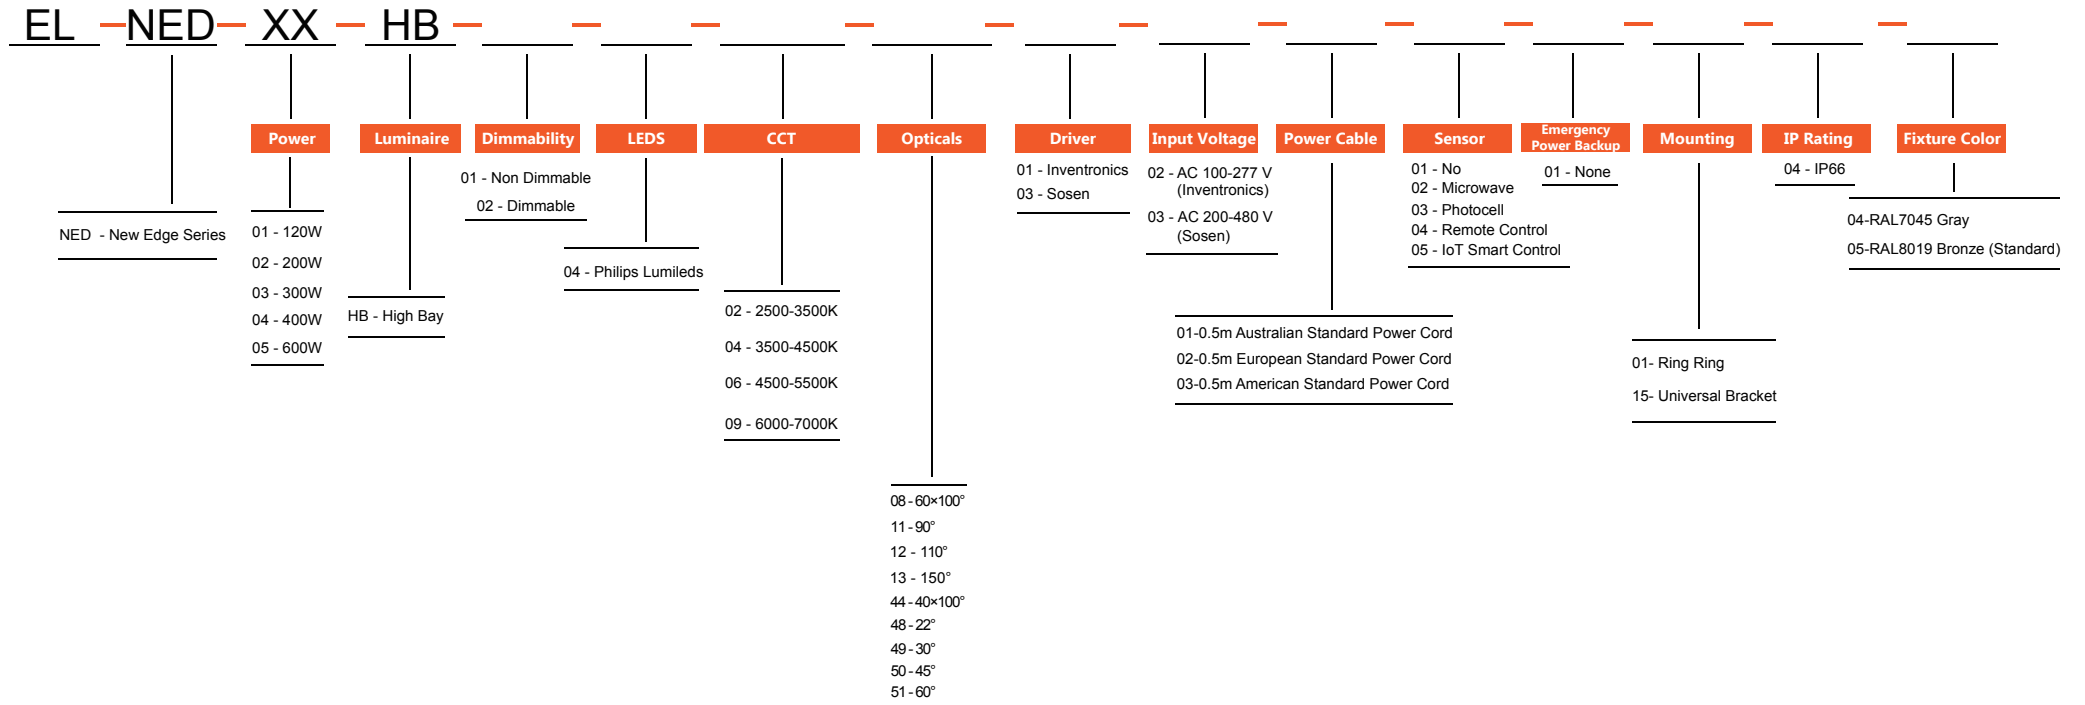 EL NED XX HB
Power
Luminaire
Dimmability
LEDS
CCT
Opticals
Driver
Input Voltage
Power Cable
Sensor
Emergency
Power Backup
Mounting
IP Rating
Fixture Color
NED - New Edge Series
01 - 120W
02 - 200W
03 - 300W
04 - 400W
05 - 600W
HB - High Bay
01 - Non Dimmable
02 - Dimmable
04 - Philips Lumileds
02 - 2500-3500K
04 - 3500-4500K
06 - 4500-5500K
09 - 6000-7000K
08 - 60×100°
11 - 90°
12 - 110°
13 - 150°
44 - 40×100°
48 - 22°
49 - 30°
50 - 45°
51 - 60°
01 - Inventronics
03 - Sosen
02 - AC 100-277 V
(Inventronics)
03 - AC 200-480 V
(Sosen)
01-0.5m Australian Standard Power Cord
02-0.5m European Standard Power Cord
03-0.5m American Standard Power Cord
01 - No
02 - Microwave
03 - Photocell
04 - Remote Control
05 - IoT Smart Control
01 - None
01- Ring Ring
15- Universal Bracket
04 - IP66
04-RAL7045 Gray
05-RAL8019 Bronze (Standard)